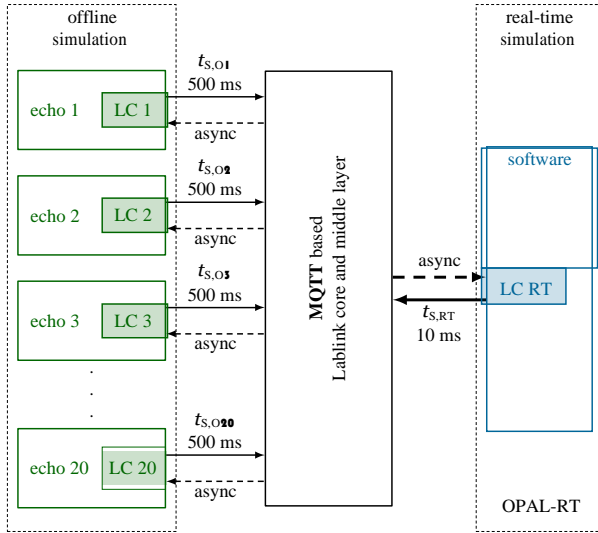 offline
simulation
real-time
simulation
t_S,O1
500 ms
echo 1
LC 1
async
t_S,O2
500 ms
echo 2
LC 2
async
t_S,O3
500 ms
echo 3
LC 3
async
.
.
.
t_S,O20
500 ms
echo 20
LC 20
async
MQTT based
Lablink core and middle layer
software
async
LC RT
t_S,RT
10 ms
OPAL-RT